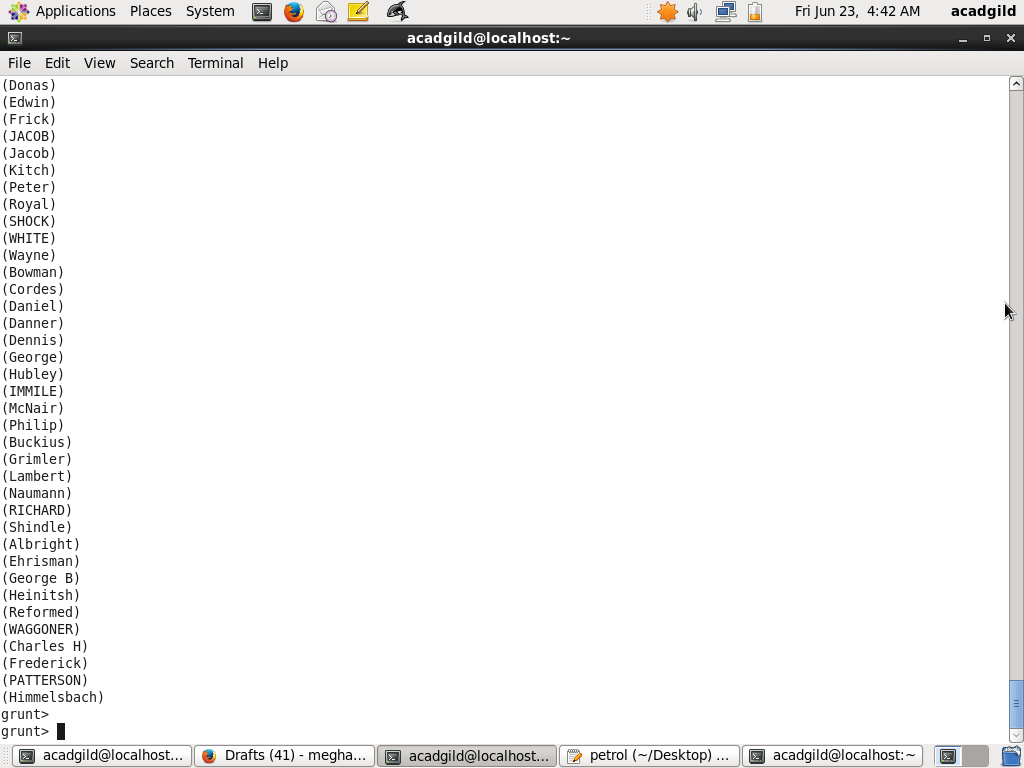 Applications Places System Fri Jun 23, 4:42 AM acadgild
acadgild@localhost:~
File Edit View Search Terminal Help
(Donas)
(Edwin)
(Frick)
(JACOB)
(Jacob)
(Kitch)
(Peter)
(Royal)
(SHOCK)
(WHITE)
(Wayne)
(Bowman)
(Cordes)
(Daniel)
(Danner)
(Dennis)
(George)
(Hubley)
(IMMILE)
(McNair)
(Philip)
(Buckius)
(Grimler)
(Lambert)
(Naumann)
(RICHARD)
(Shindle)
(Albright)
(Ehrisman)
(George B)
(Heinitsh)
(Reformed)
(WAGGONER)
(Charles H)
(Frederick)
(PATTERSON)
(Himmelsbach)
grunt>
grunt>
acadgild@localhost... Drafts (41) - megha... acadgild@localhost... petrol (~/Desktop) ... acadgild@localhost:~